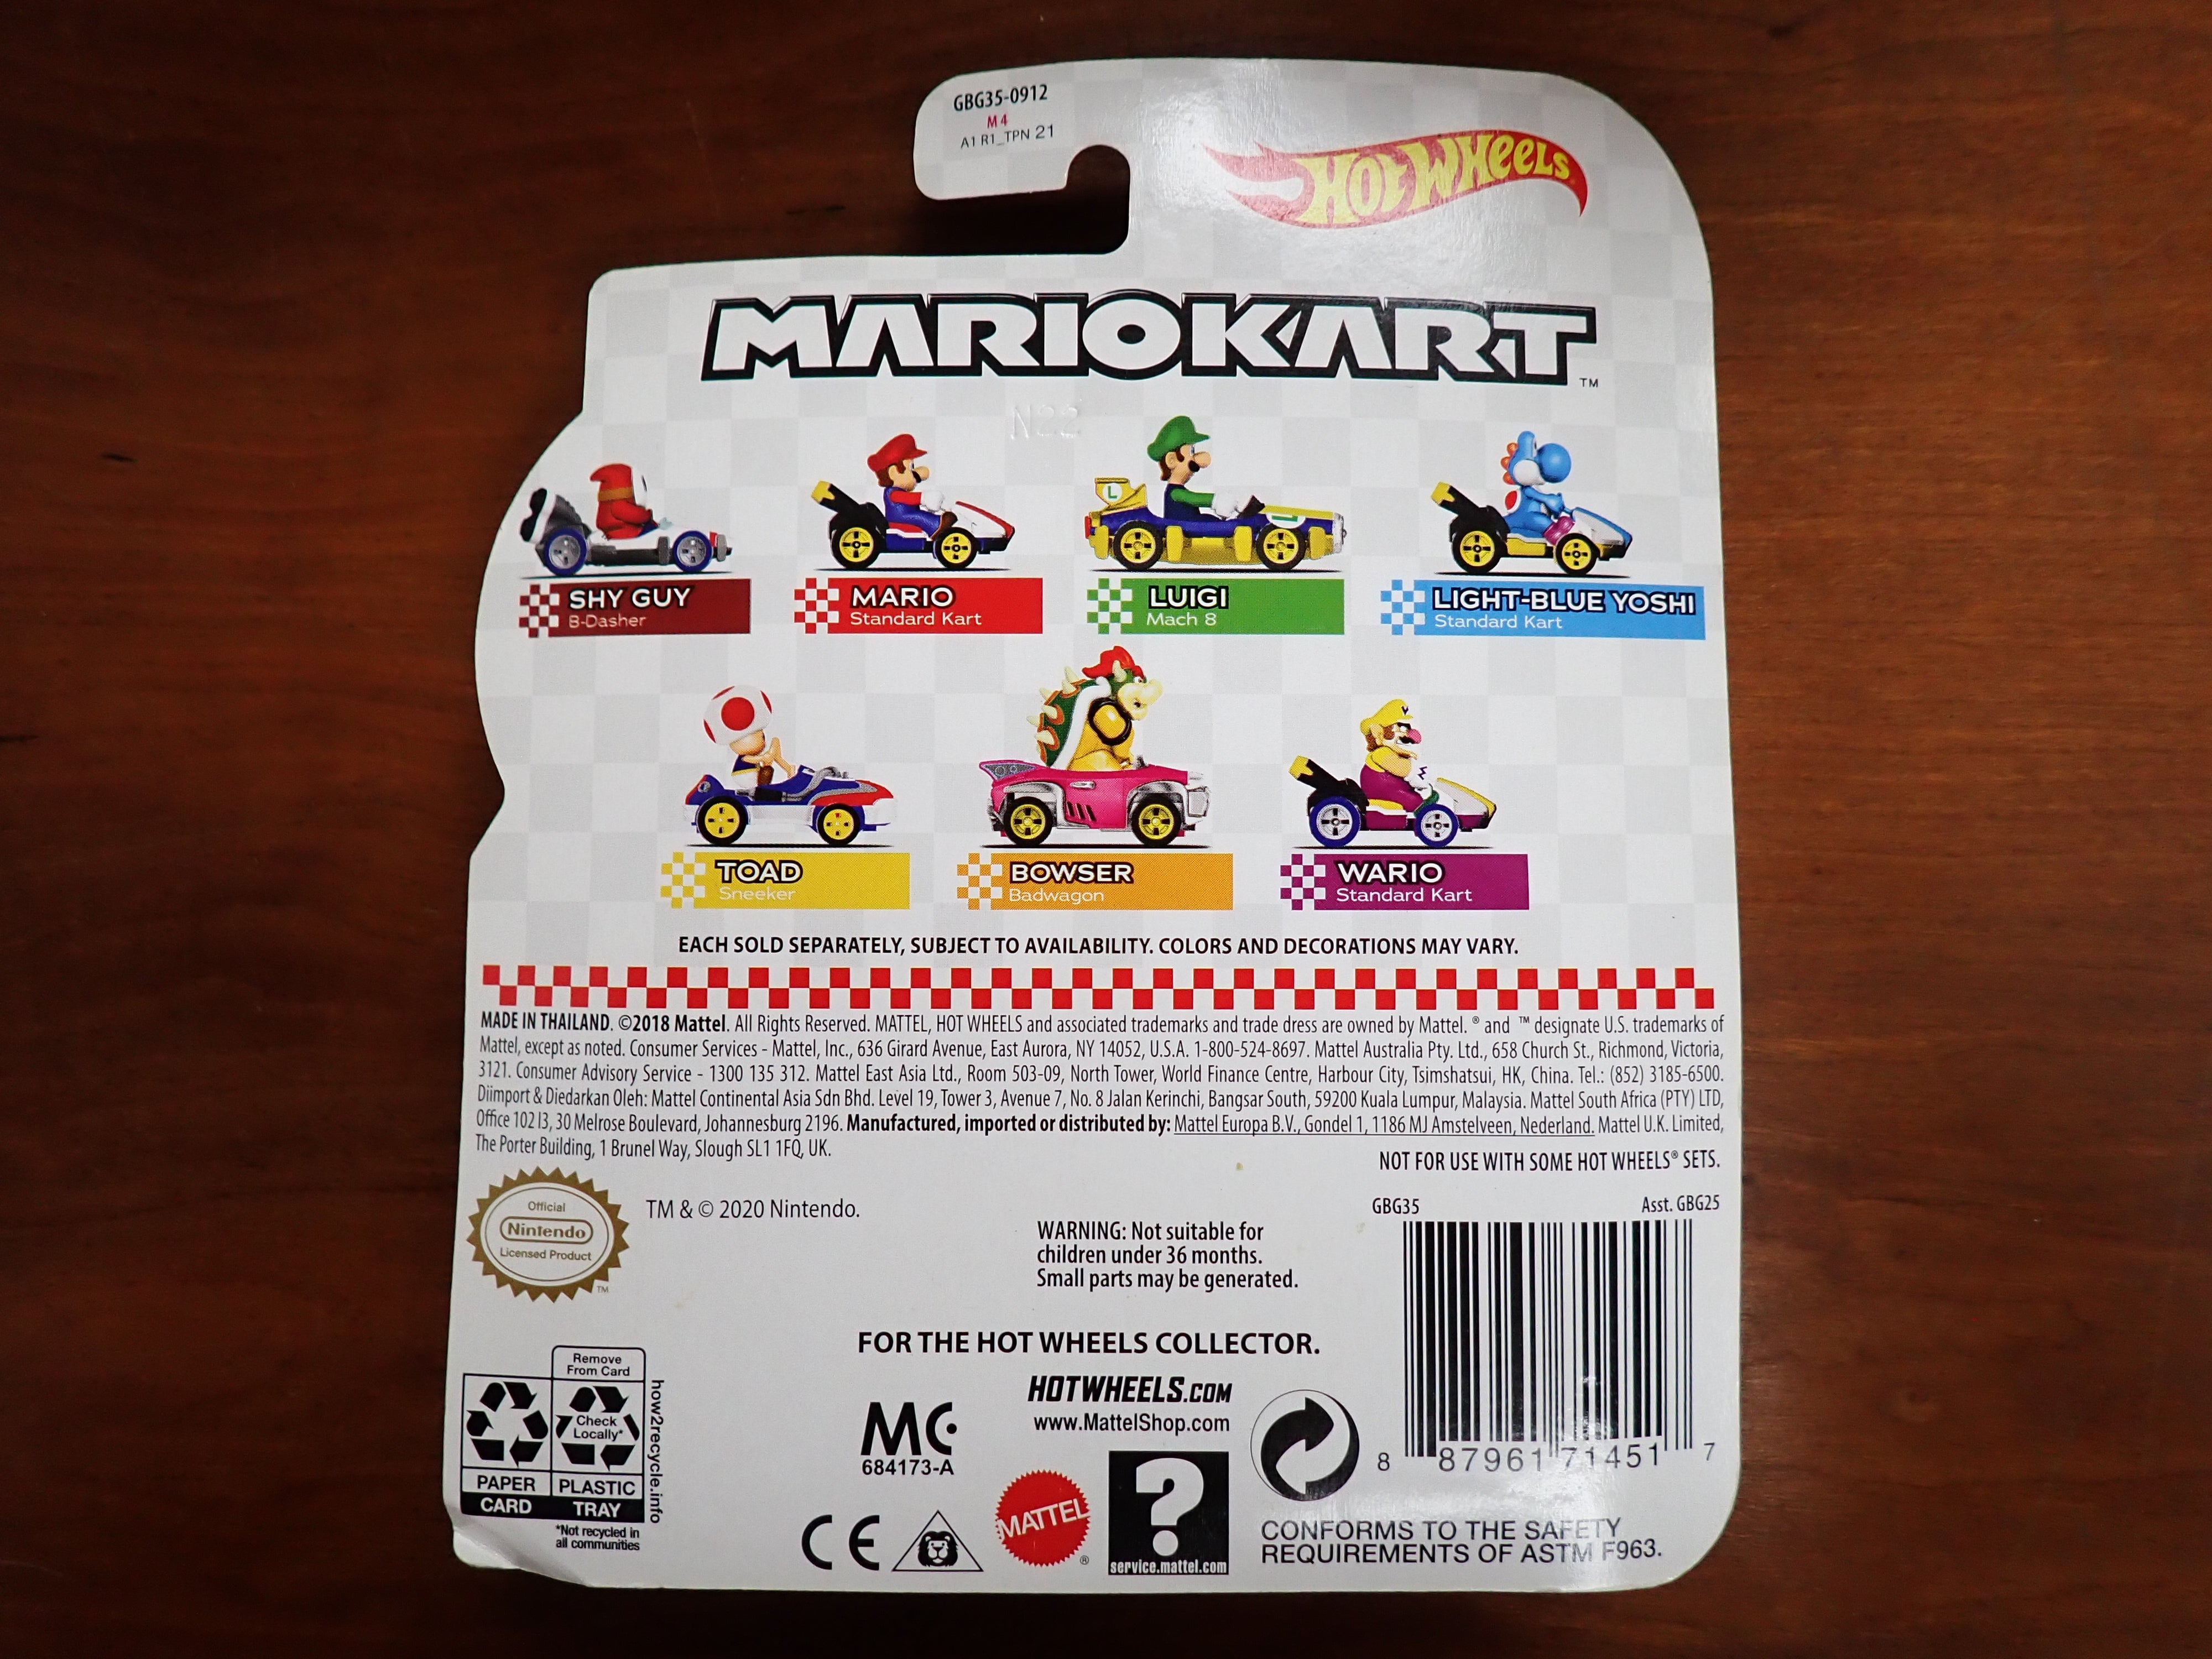 GBG35-0912
M 4
A1 R1_TPN 21
HOT WHEELS
MARIOKART™
N22
SHY GUY
B-Dasher
MARIO
Standard Kart
LUIGI
Mach 8
LIGHT-BLUE YOSHI
Standard Kart
TOAD
Sneeker
BOWSER
Badwagon
WARIO
Standard Kart
EACH SOLD SEPARATELY, SUBJECT TO AVAILABILITY. COLORS AND DECORATIONS MAY VARY.
MADE IN THAILAND. ©2018 Mattel. All Rights Reserved. MATTEL, HOT WHEELS and associated trademarks and trade dress are owned by Mattel. ® and ™ designate U.S. trademarks of
Mattel, except as noted. Consumer Services - Mattel, Inc., 636 Girard Avenue, East Aurora, NY 14052, U.S.A. 1-800-524-8697. Mattel Australia Pty. Ltd., 658 Church St., Richmond, Victoria,
3121. Consumer Advisory Service - 1300 135 312. Mattel East Asia Ltd., Room 503-09, North Tower, World Finance Centre, Harbour City, Tsimshatsui, HK, China. Tel.: (852) 3185-6500.
Diimport & Diedarkan Oleh: Mattel Continental Asia Sdn Bhd. Level 19, Tower 3, Avenue 7, No. 8 Jalan Kerinchi, Bangsar South, 59200 Kuala Lumpur, Malaysia. Mattel South Africa (PTY) LTD,
Office 102 I3, 30 Melrose Boulevard, Johannesburg 2196. Manufactured, imported or distributed by: Mattel Europa B.V., Gondel 1, 1186 MJ Amstelveen, Nederland. Mattel U.K. Limited,
The Porter Building, 1 Brunel Way, Slough SL1 1FQ, UK.
NOT FOR USE WITH SOME HOT WHEELS® SETS.
Official
Nintendo
Licensed Product
™
TM & © 2020 Nintendo.
WARNING: Not suitable for
children under 36 months.
Small parts may be generated.
GBG35
Asst. GBG25
8 87961 71451 7
FOR THE HOT WHEELS COLLECTOR.
HOTWHEELS.COM
www.MattelShop.com
Remove
From Card
Check
Locally*
PAPER
CARD
PLASTIC
TRAY
*Not recycled in
all communities
how2recycle.info
MC
684173-A
CE
MATTEL
®
?
service.mattel.com
CONFORMS TO THE SAFETY
REQUIREMENTS OF ASTM F963.
L
L